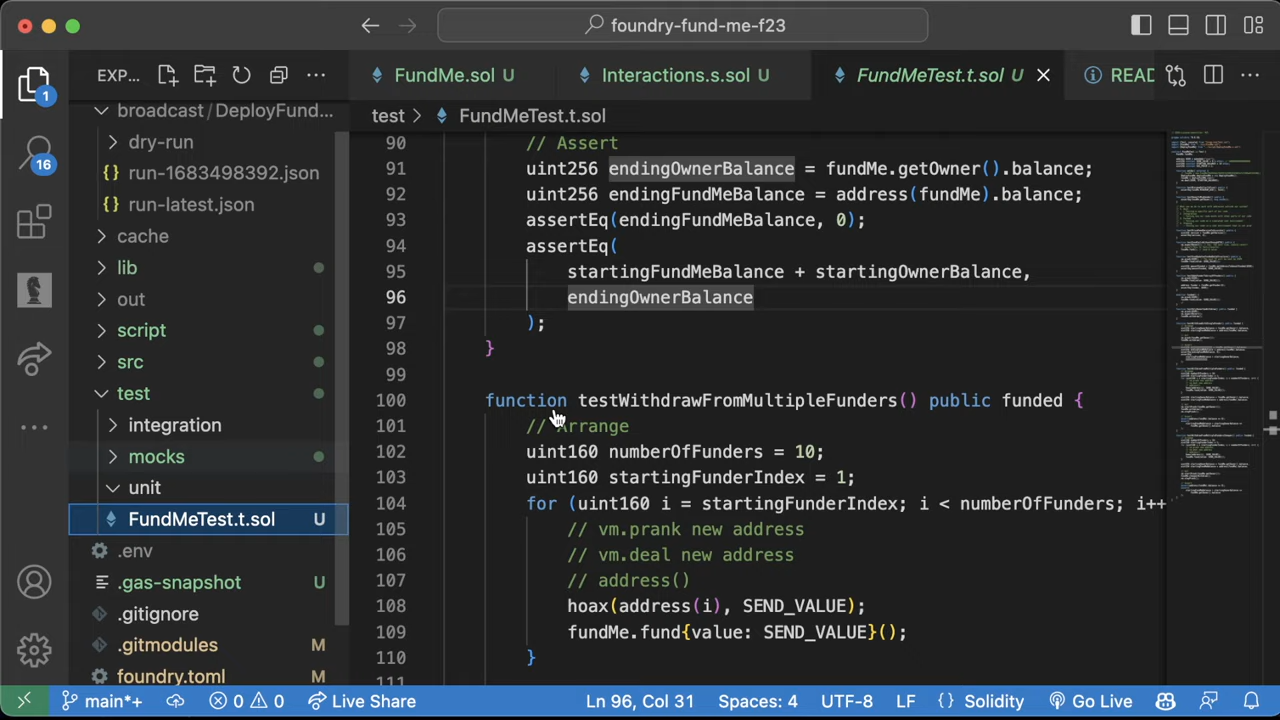 foundry-fund-me-f23
EXP...
FundMe.sol U
Interactions.s.sol U
FundMeTest.t.sol U
READ
1
test > FundMeTest.t.sol
broadcast / DeployFund...
dry-run
run-1683498392.json
run-latest.json
cache
lib
out
script
src
test
integration
mocks
unit
FundMeTest.t.sol U
.env
.gas-snapshot U
.gitignore
.gitmodules M
foundry.toml M
16
90 // Assert
91 uint256 endingOwnerBalance = fundMe.getOwner().balance;
92 uint256 endingFundMeBalance = address(fundMe).balance;
93 assertEq(endingFundMeBalance, 0);
94 assertEq(
95 startingFundMeBalance + startingOwnerBalance,
96 endingOwnerBalance
97 );
98 }
99
100 function testWithdrawFromMultipleFunders() public funded {
101 // Arrange
102 uint160 numberOfFunders = 10;
103 uint160 startingFunderIndex = 1;
104 for (uint160 i = startingFunderIndex; i < numberOfFunders; i++
105 // vm.prank new address
106 // vm.deal new address
107 // address()
108 hoax(address(i), SEND_VALUE);
109 fundMe.fund{value: SEND_VALUE}();
110 }
111
main*+
0 0
Live Share
Ln 96, Col 31
Spaces: 4
UTF-8
LF
{} Solidity
Go Live